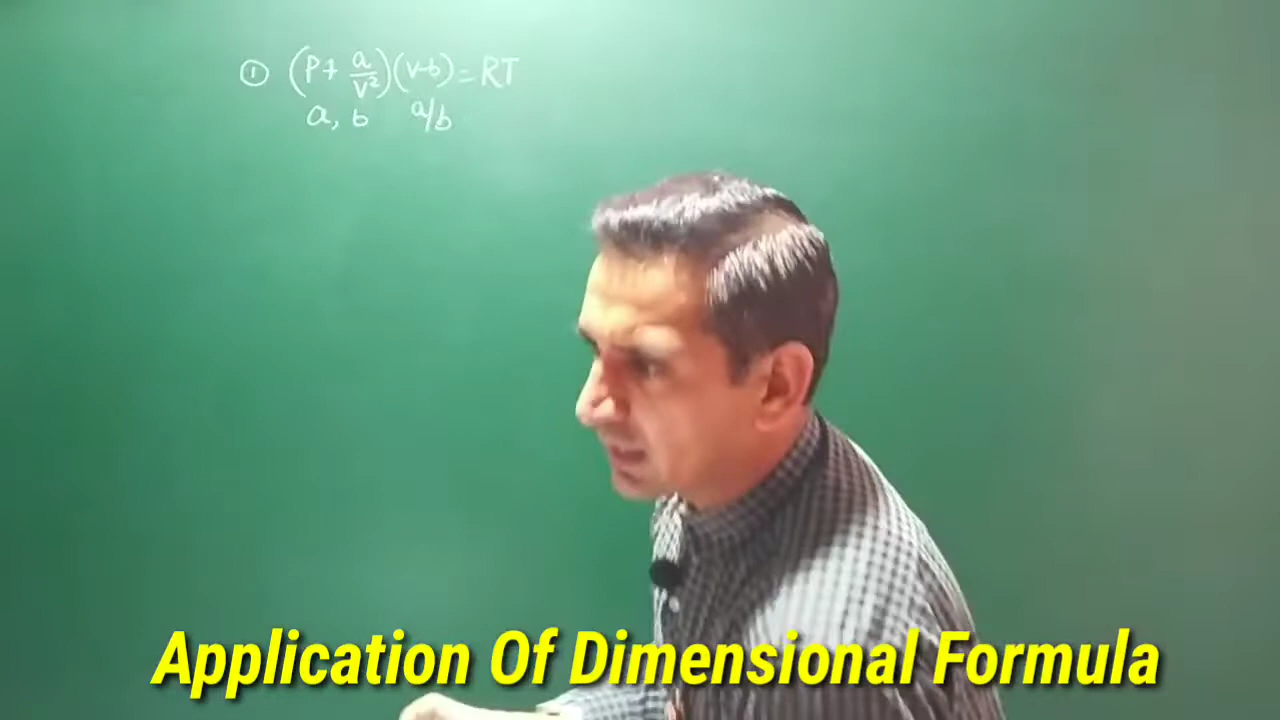 ① (P + a/v²)(v-b) = RT
a, b a/b
Application Of Dimensional Formula